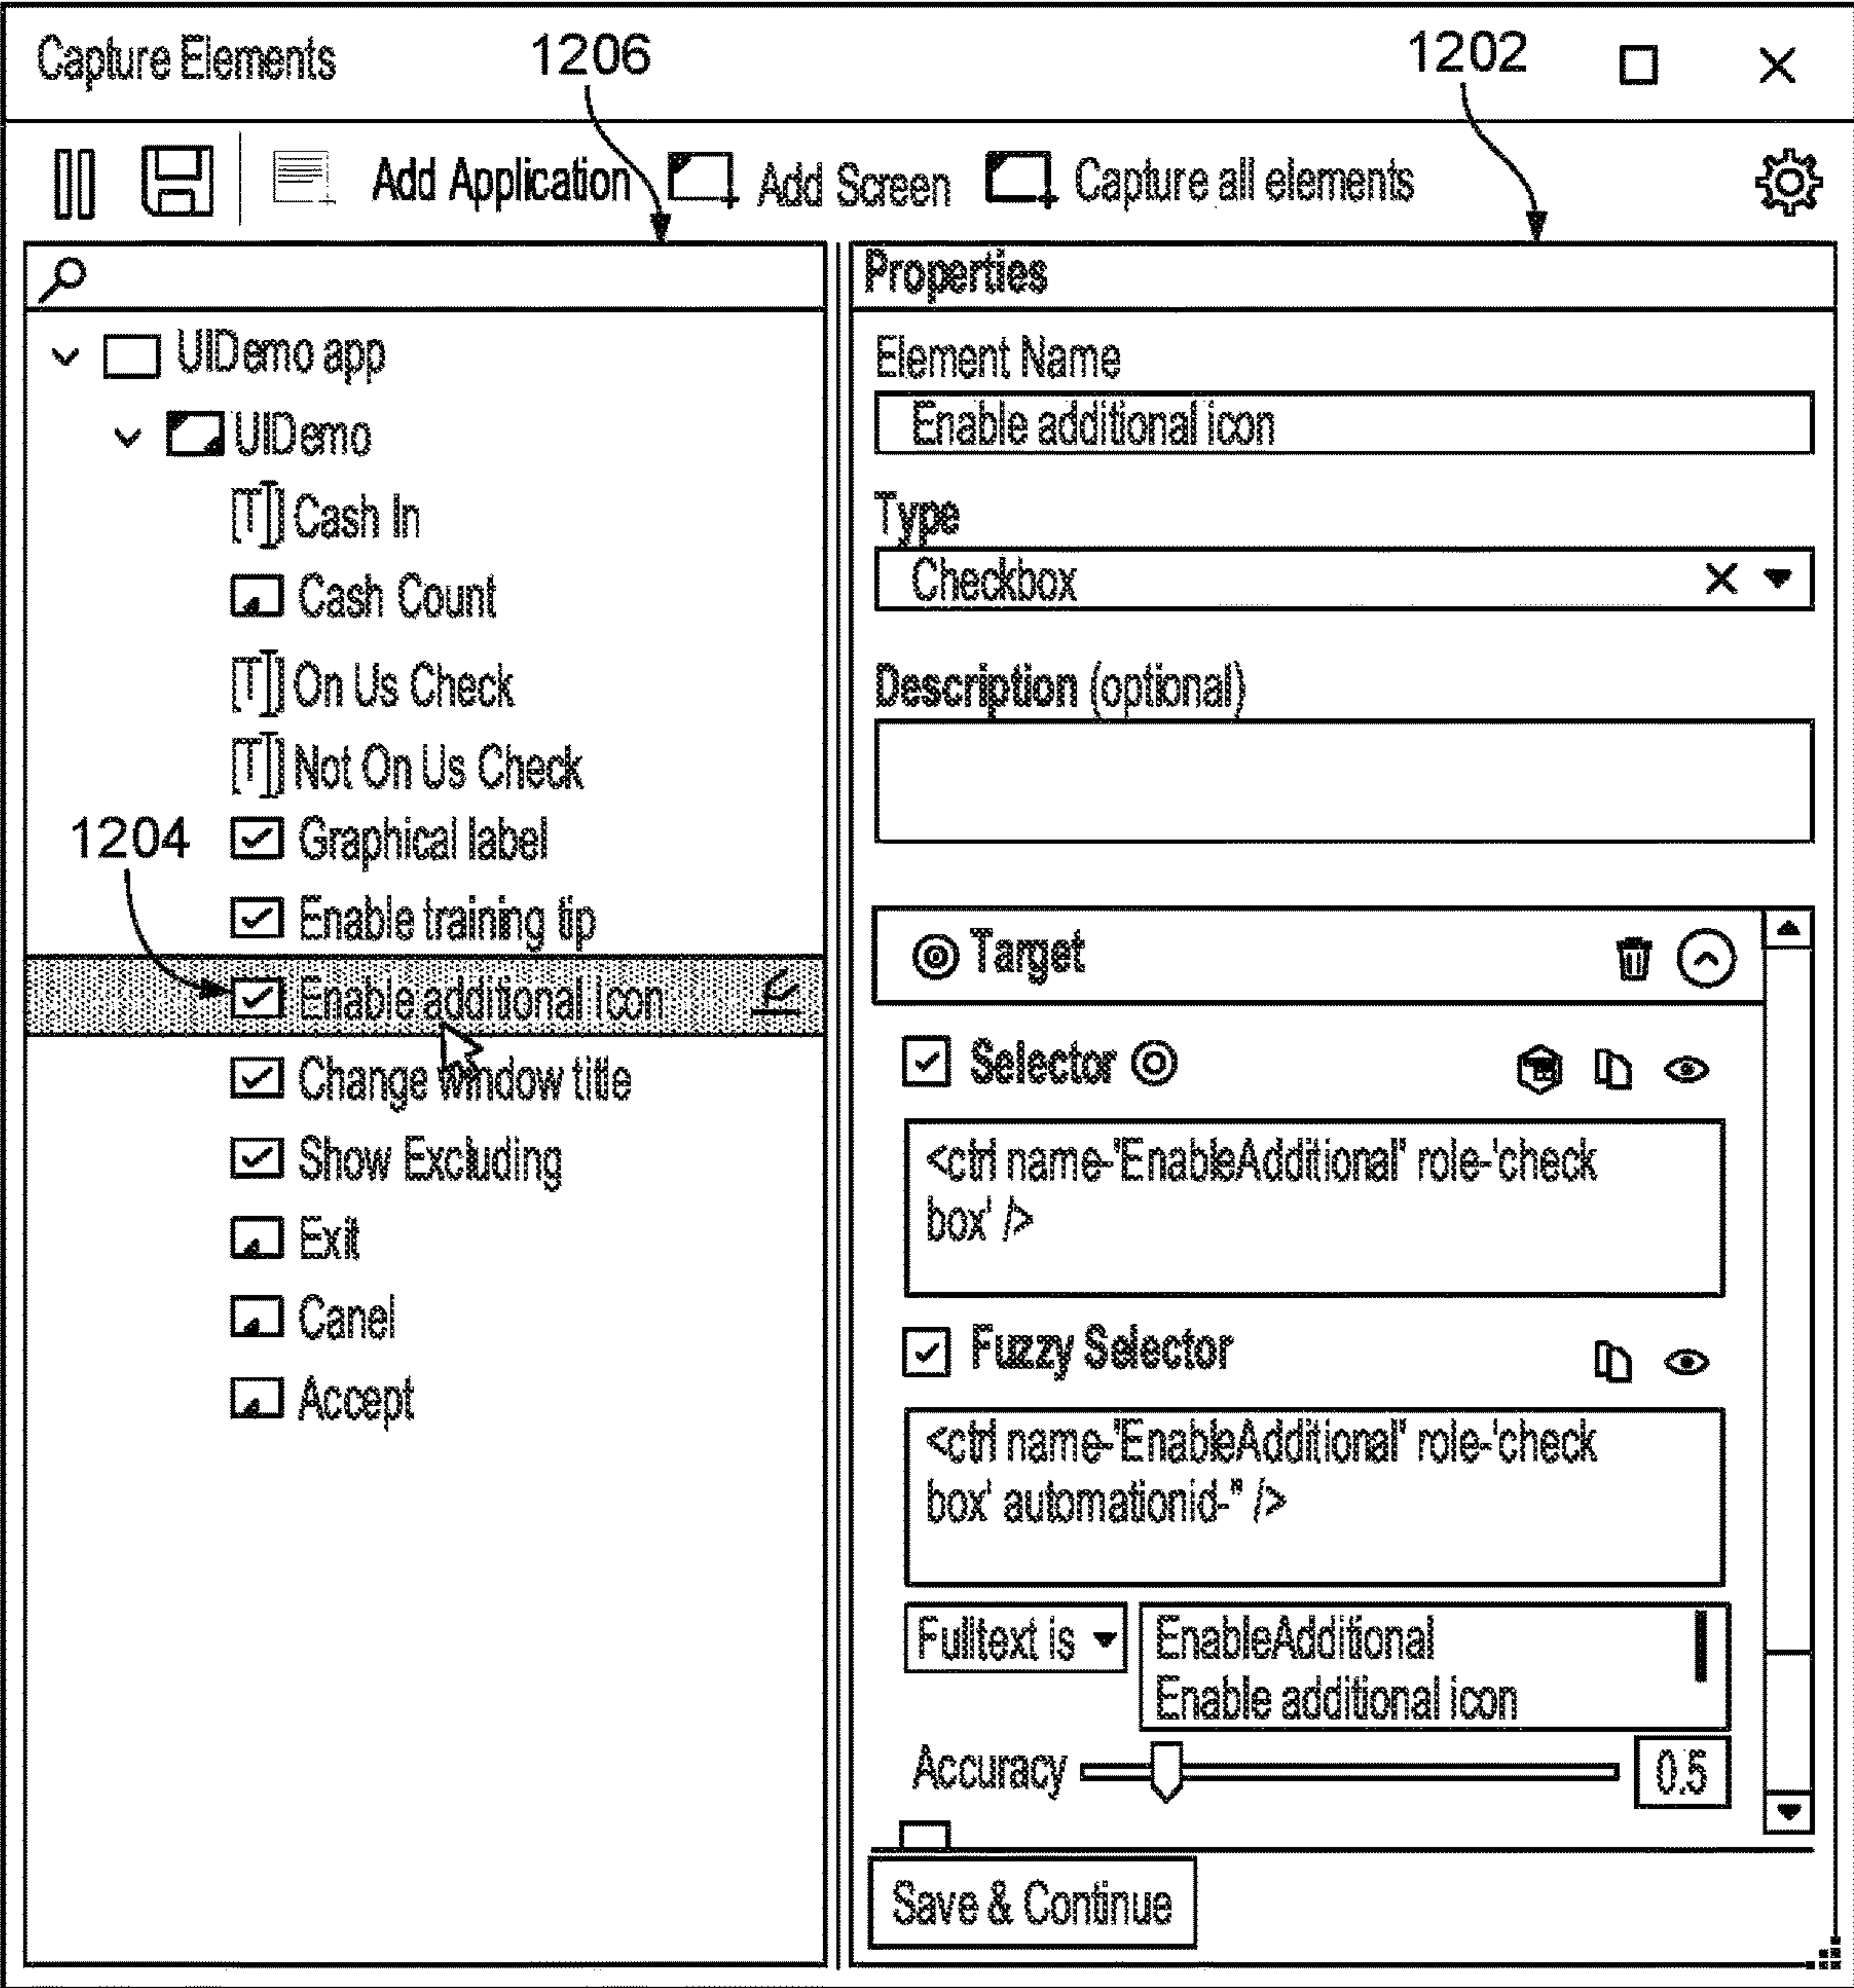 Capture Elements
1206
1202
Add Application
Add Screen
Capture all elements
Properties
UIDemo app
UIDemo
Cash In
Cash Count
On Us Check
Not On Us Check
1204
Graphical label
Enable training tip
Enable additional Icon
Change window title
Show Excluding
Exit
Canel
Accept
Element Name
Enable additional icon
Type
Checkbox
Description (optional)
Target
Selector
<ctrl name-'EnableAdditional' role-'check
box' />
Fuzzy Selector
<ctrl name-'EnableAdditional' role-'check
box' automationid-'' />
Fulltext is
EnableAdditional
Enable additional icon
Accuracy
0.5
Save & Continue